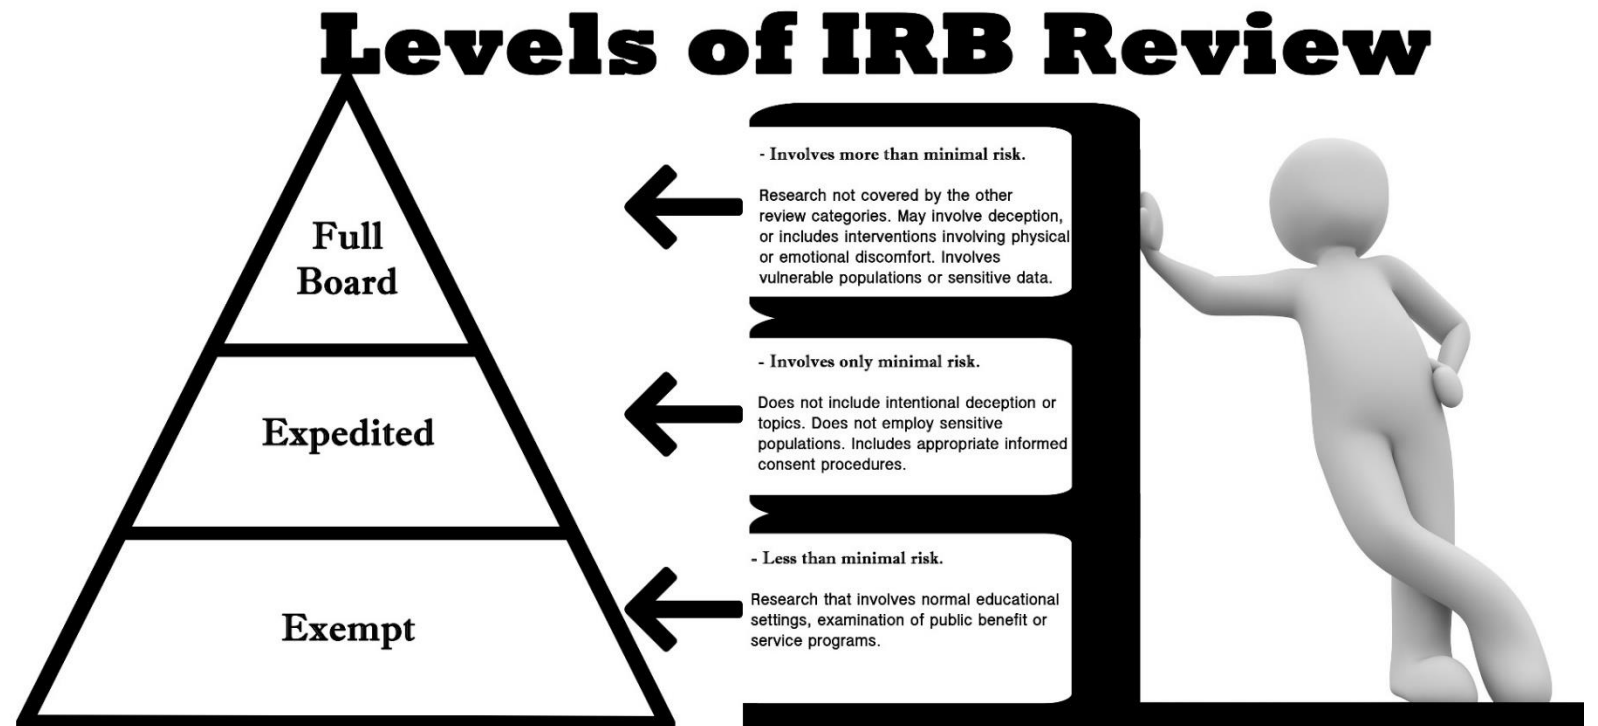 Levels of IRB Review
Full
Board
- Involves more than minimal risk.
Research not covered by the other
review categories. May involve deception,
or includes interventions involving physical
or emotional discomfort. Involves
vulnerable populations or sensitive data.
Expedited
- Involves only minimal risk.
Does not include intentional deception or
topics. Does not employ sensitive
populations. Includes appropriate informed
consent procedures.
Exempt
- Less than minimal risk.
Research that involves normal educational
settings, examination of public benefit or
service programs.